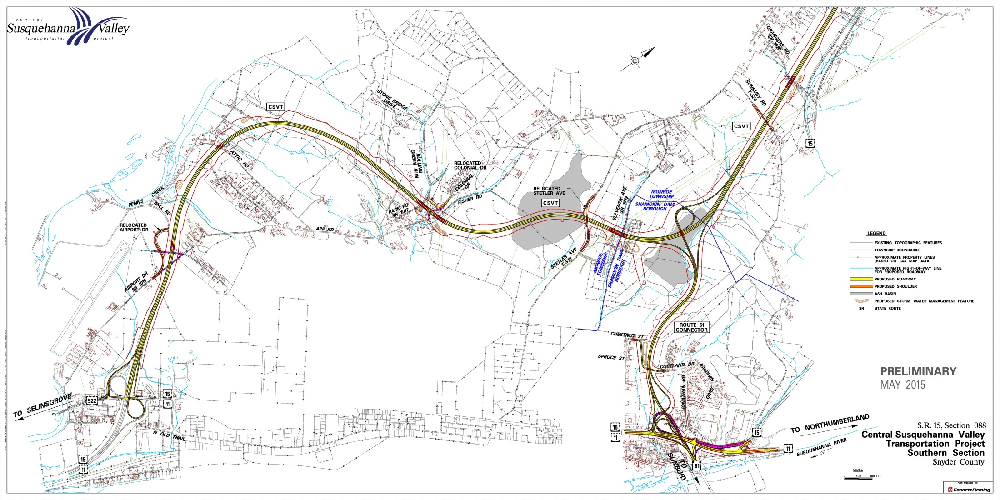 central
Susquehanna Valley
transportation project
GRANGERS RD
SR 1020
SUNBURY RD
T-520
STONE BRIDGE
DRIVE
CSVT
CSVT
15
ATTIG RD
ROLLING
GREEN RUN
RELOCATED
COLONIAL DR
COLONIAL
DR
FISHER RD
PARK RD
SR 1017
RELOCATED
STETLER AVE
CSVT
ELEVENTH AVE
SR 1019
MONROE
TOWNSHIP
SHAMOKIN DAM
BOROUGH
PENNS CREEK
MILL RD
RELOCATED
AIRPORT DR
APP RD
AIRPORT DR
SR 1015
STETLER AVE
T-516
MONROE
TOWNSHIP
SHAMOKIN DAM
BOROUGH
LEGEND
EXISTING TOPOGRAPHIC FEATURES
TOWNSHIP BOUNDARIES
APPROXIMATE PROPERTY LINES
(BASED ON TAX MAP DATA)
APPROXIMATE RIGHT-OF-WAY LINE
FOR PROPOSED ROADWAY
PROPOSED ROADWAY
PROPOSED SHOULDER
ASH BASIN
PROPOSED STORM WATER MANAGEMENT FEATURE
SR STATE ROUTE
ROUTE 61
CONNECTOR
CHESTNUT ST
SPRUCE ST
CORTLAND DR
BALDWIN
BLVD
JONATHAN RD
PRELIMINARY
MAY 2015
TO SELINSGROVE
522
15
11
N OLD TRAIL
15
11
15
11
15
11
61
TO
SUNBURY
TO NORTHUMBERLAND
SUSQUEHANNA RIVER
S.R. 15, Section 088
Central Susquehanna Valley
Transportation Project
Southern Section
Snyder County
SCALE
0 400 800 FEET
PLAN PREPARED BY:
Gannett Fleming